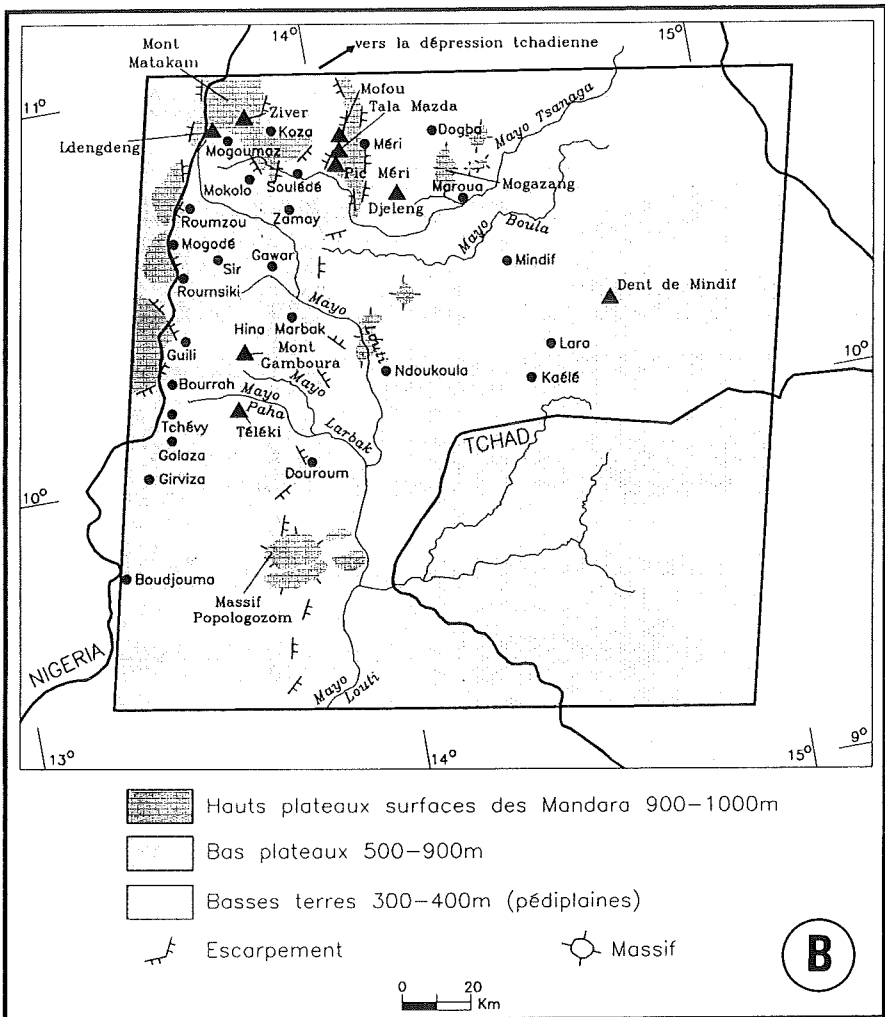 14°
vers la dépression tchadienne
15°
Mont
Matakam
11°
Mofou
Tala Mazda
Ziver
Koza
Dogba
Mayo Tsanaga
Ldengdeng
Mogoumaz
Méri
Pic Méri
Mokolo
Soulédé
Maroua
Mogazang
Djeleng
Roumzou
Zamay
Mayo
Boula
Mogodé
Sir
Gawar
Mindif
Roumsiki
Dent de Mindif
Mayo
Louti
Hina
Marbak
Guili
Mont
Gamboura
Lara
10°
Ndoukoula
Kaélé
Bourrah
Mayo
Mayo
Paha
Larbak
Tchévy
Téléki
TCHAD
Golaza
Girviza
Douroum
10°
Boudjouma
Massif
Popologozom
NIGERIA
Mayo
Louti
13°
14°
15°
9°
Hauts plateaux surfaces des Mandara 900-1000m
Bas plateaux 500-900m
Basses terres 300-400m (pédiplaines)
Escarpement
Massif
B
0 20
Km